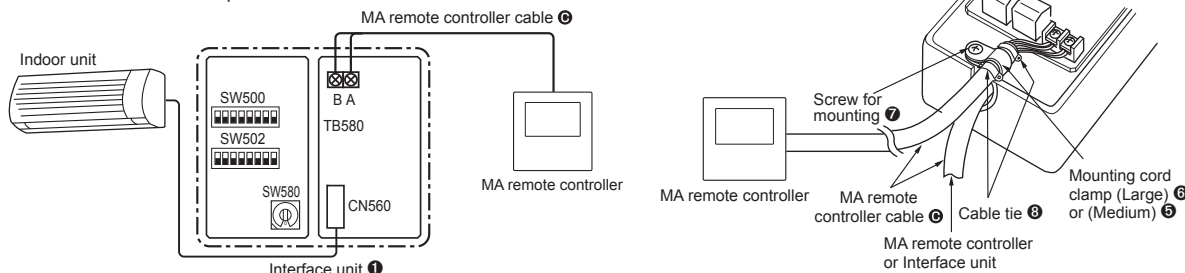 MA remote controller cable C
Indoor unit
SW500
SW502
SW580
B A
TB580
CN560
MA remote controller
Interface unit ❶
Screw for
mounting ❼
MA remote controller
MA remote
controller cable C
Cable tie ❽
Mounting cord
clamp (Large) ❻
or (Medium) ❺
MA remote controller
or Interface unit